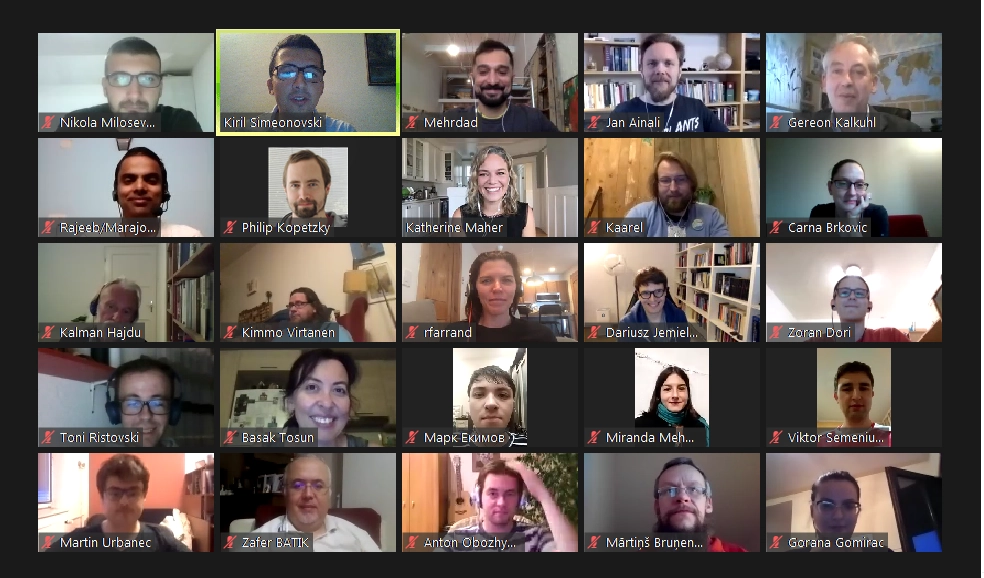 Nikola Milosev...
Kiril Simeonovski
Mehrdad
Jan Ainali
LANTS
Gereon Kalkuhl
Rajeeb/Marajo...
Philip Kopetzky
Katherine Maher
Kaarel
Carna Brkovic
Kalman Hajdu
Kimmo Virtanen
rfarrand
Dariusz Jemiel...
Zoran Dori
Toni Ristovski
Basak Tosun
Марк Екимов
Miranda Meh...
Viktor Semeniu...
Martin Urbanec
Zafer BATIK
Anton Obozhy...
Mārtiņš Bruņen...
Gorana Gomirac